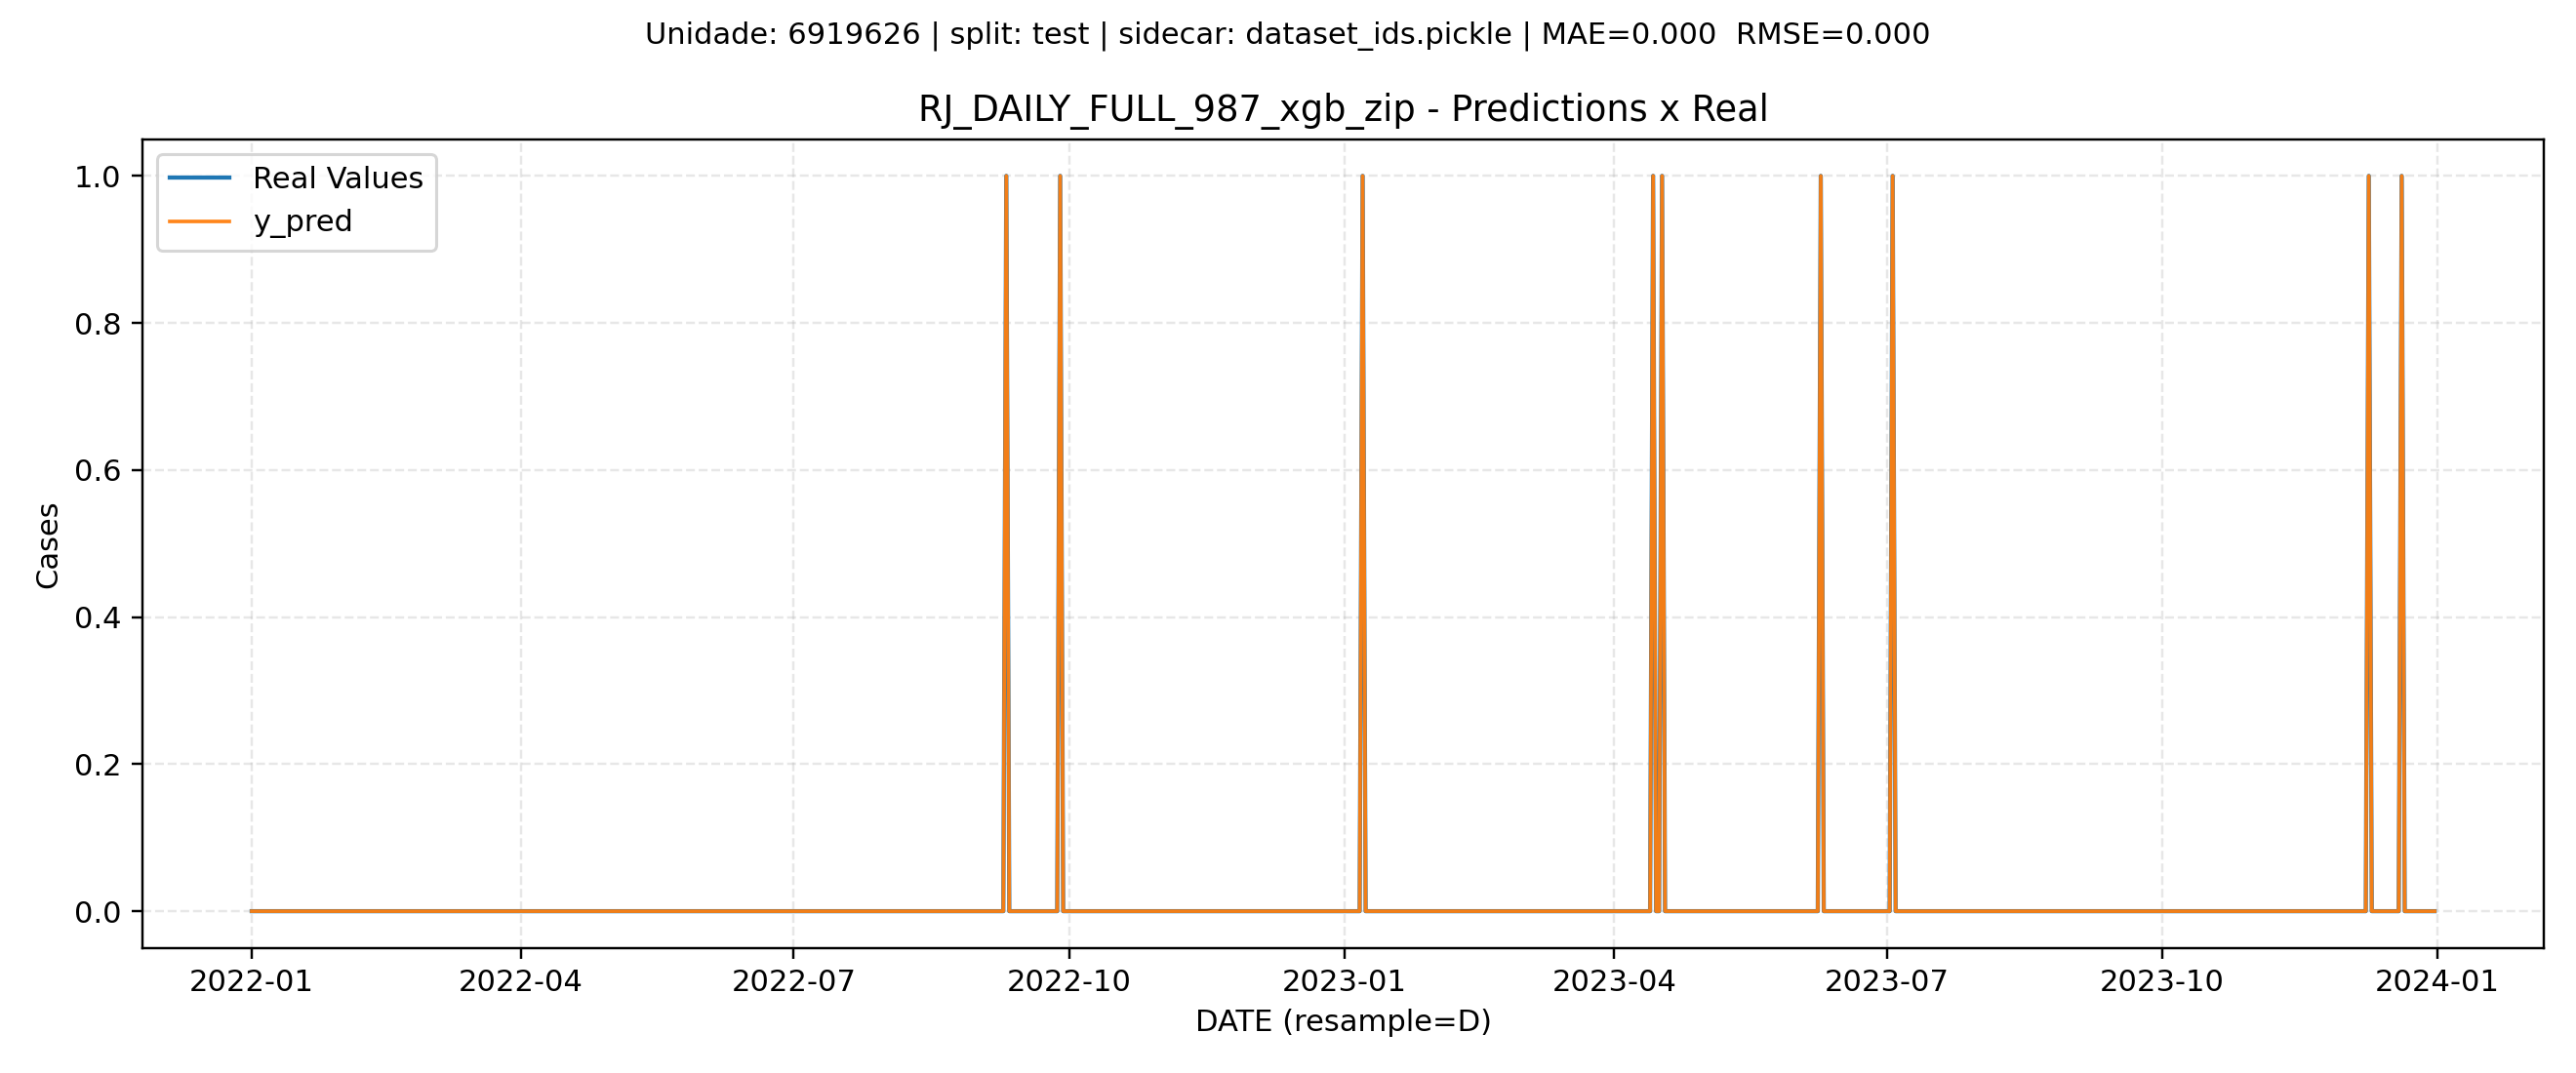 Unidade: 6919626 | split: test | sidecar: dataset_ids.pickle | MAE=0.000  RMSE=0.000
RJ_DAILY_FULL_987_xgb_zip - Predictions x Real
Real Values
y_pred
1.0
0.8
0.6
0.4
0.2
0.0
Cases
2022-01 2022-04 2022-07 2022-10 2023-01 2023-04 2023-07 2023-10 2024-01
DATE (resample=D)